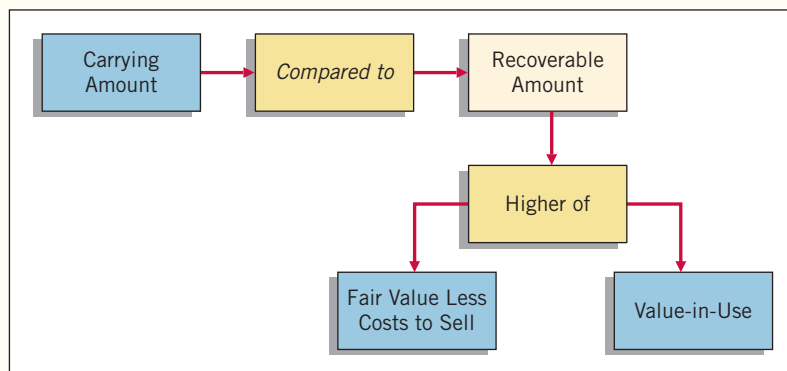 Carrying
Amount
Compared to
Recoverable
Amount
Higher of
Fair Value Less
Costs to Sell
Value-in-Use